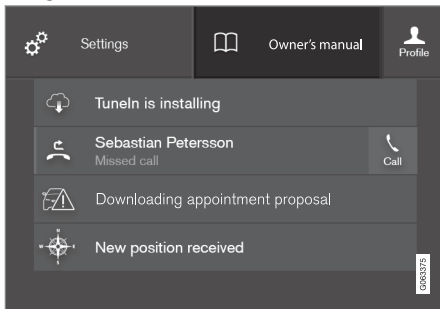 Settings
Owner's manual
Profile
TuneIn is installing
Sebastian Petersson
Missed call
Call
Downloading appointment proposal
N
W E
S
New position received
G063375